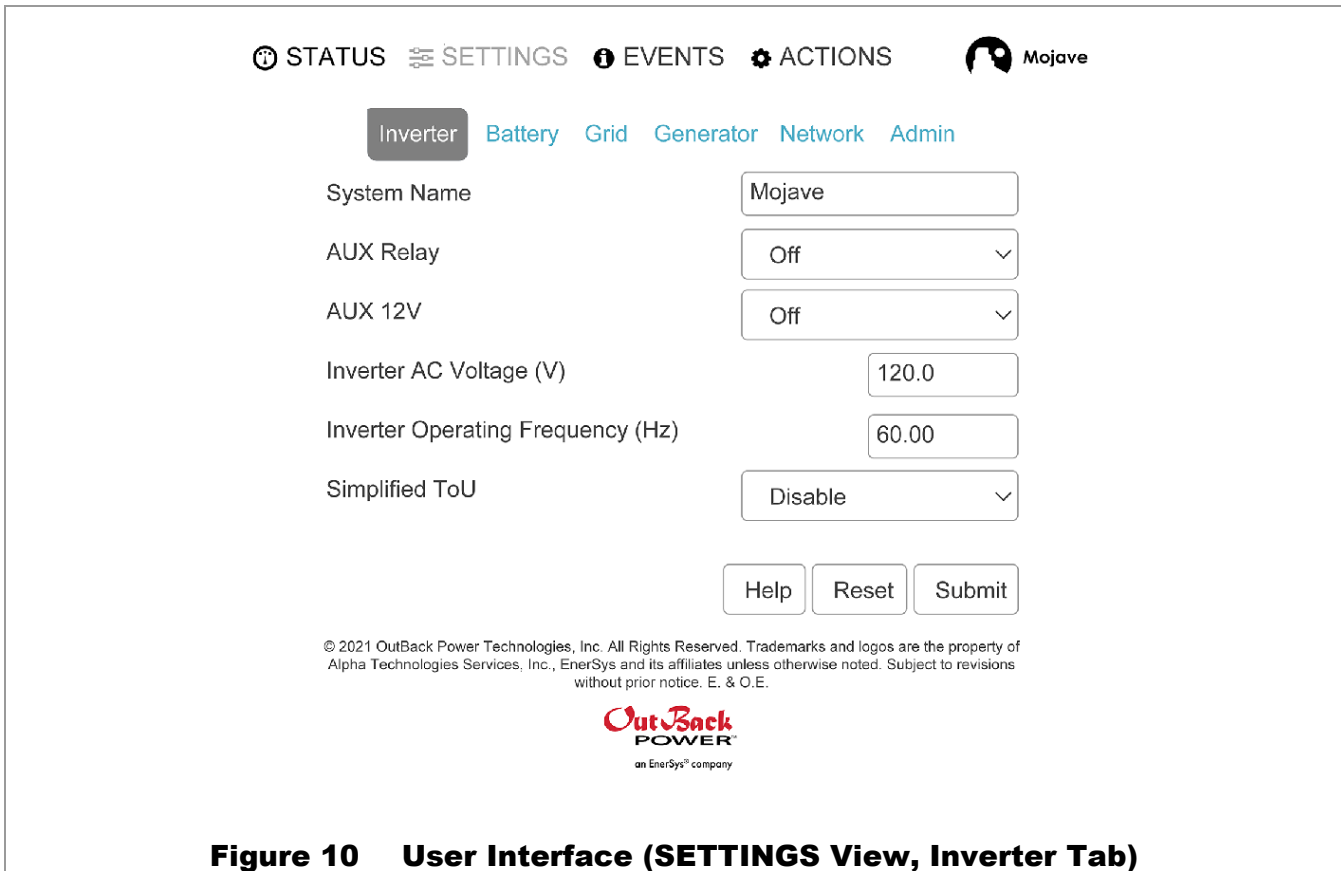 STATUS SETTINGS EVENTS ACTIONS Mojave
Inverter Battery Grid Generator Network Admin
System Name Mojave
AUX Relay Off
AUX 12V Off
Inverter AC Voltage (V) 120.0
Inverter Operating Frequency (Hz) 60.00
Simplified ToU Disable
Help Reset Submit
© 2021 OutBack Power Technologies, Inc. All Rights Reserved. Trademarks and logos are the property of
Alpha Technologies Services, Inc., EnerSys and its affiliates unless otherwise noted. Subject to revisions
without prior notice. E. & O.E.
OutBack
POWER™
an EnerSys® company
Figure 10 User Interface (SETTINGS View, Inverter Tab)